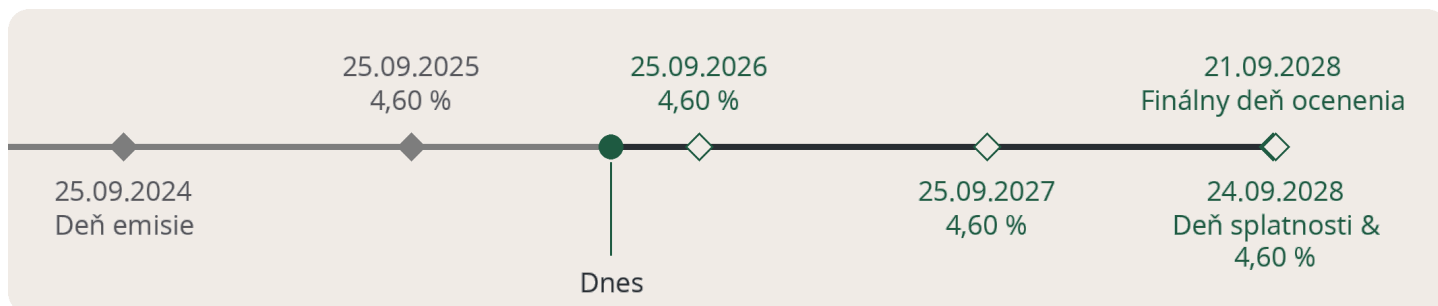 25.09.2025
4,60 %
25.09.2026
4,60 %
21.09.2028
Finálny deň ocenenia
25.09.2024
Deň emisie
25.09.2027
4,60 %
24.09.2028
Deň splatnosti &
4,60 %
Dnes